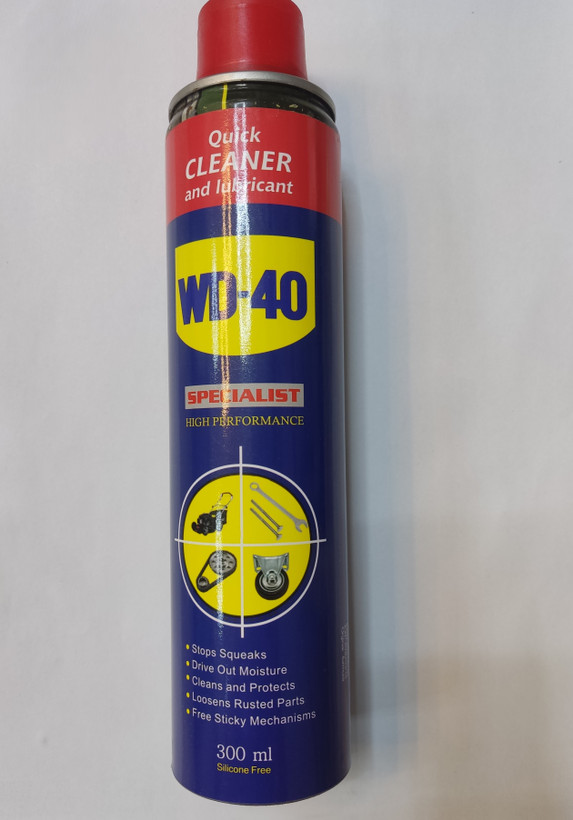 Quick
CLEANER
and lubricant
WD-40
SPECIALIST
HIGH PERFORMANCE
• Stops Squeaks
• Drive Out Moisture
• Cleans and Protects
• Loosens Rusted Parts
• Free Sticky Mechanisms
300 ml
Silicone Free